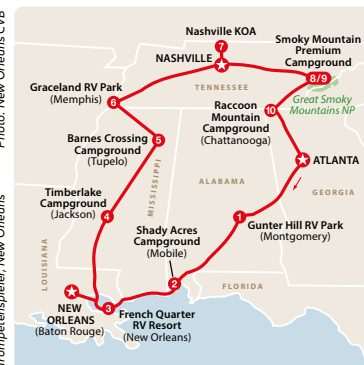 Photo: New Orleans CVB
Trompetenspieler, New Orleans
Nashville KOA
7
NASHVILLE
Smoky Mountain
Premium
Campground
8/9
Great Smoky
Mountains NP
TENNESSEE
Graceland RV Park
(Memphis)
6
10
Raccoon
Mountain
Campground
(Chattanooga)
Barnes Crossing
Campground
(Tupelo)
5
ATLANTA
MISSISSIPPI
ALABAMA
GEORGIA
Timberlake
Campground
(Jackson)
4
1
Gunter Hill RV Park
(Montgomery)
Shady Acres
Campground
(Mobile)
2
LOUISIANA
FLORIDA
NEW
ORLEANS
(Baton Rouge)
3
French Quarter
RV Resort
(New Orleans)